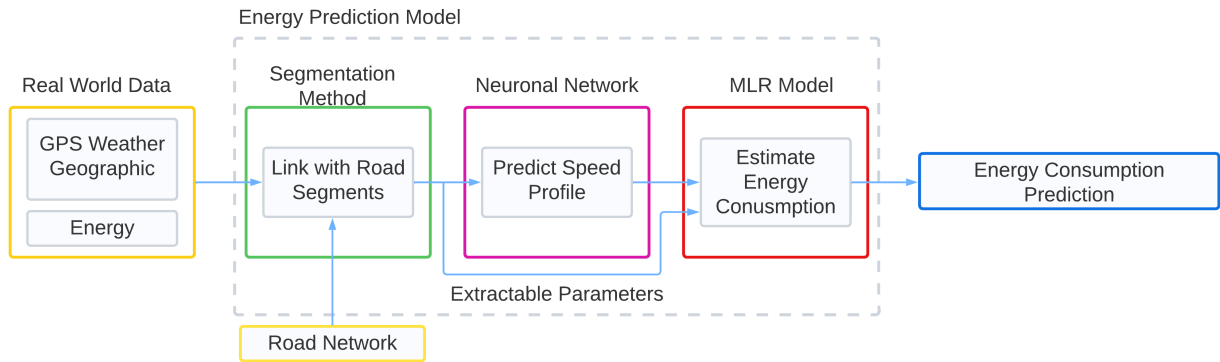 Energy Prediction Model
Real World Data
GPS Weather
Geographic
Energy
Segmentation
Method
Link with Road
Segments
Neuronal Network
Predict Speed
Profile
MLR Model
Estimate
Energy
Conusmption
Energy Consumption
Prediction
Extractable Parameters
Road Network